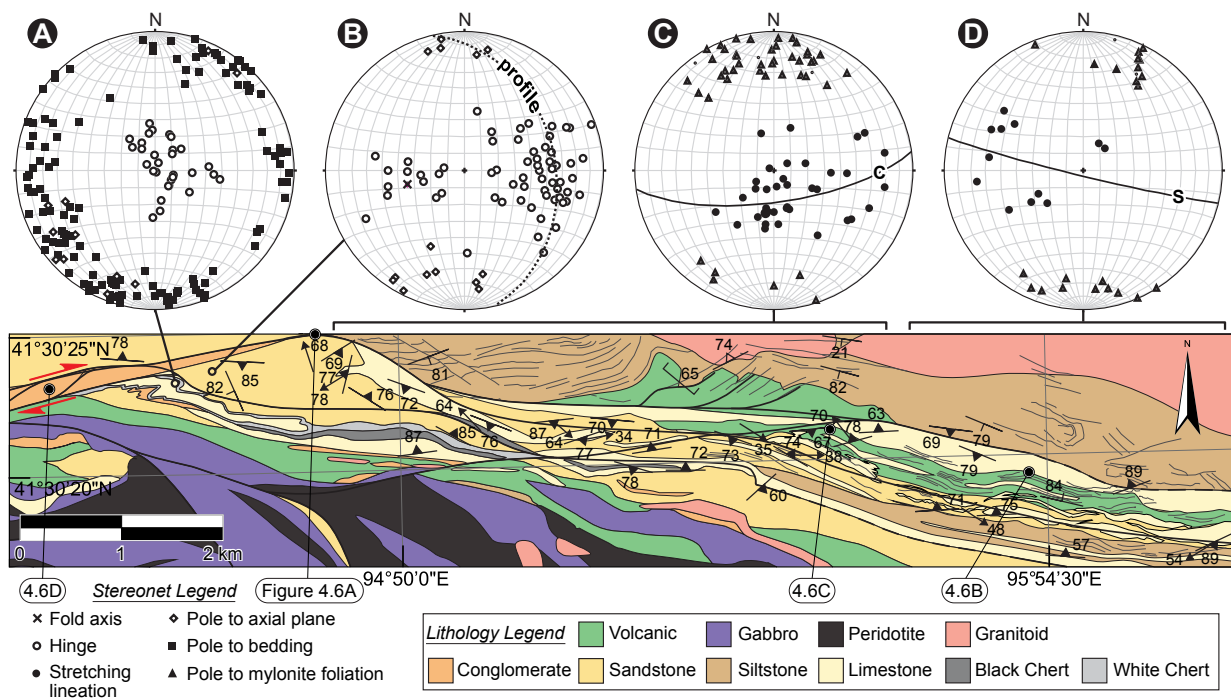 A B C D
N N N N
profile
C
S
41°30'25"N
78
82
85
68
69
77
78
76
72
81
64
85
76
87
87
64
70
34
77
71
78
72
73
60
74
65
21
82
70
78
63
35
74
67
38
69
79
79
84
71
75
48
89
57
54
89
N
41°30'20"N
0 1 2 km
94°50'0"E
95°54'30"E
4.6D
Figure 4.6A
4.6C
4.6B
Stereonet Legend
Fold axis
Hinge
Stretching
lineation
Pole to axial plane
Pole to bedding
Pole to mylonite foliation
Lithology Legend
Volcanic Gabbro Peridotite Granitoid
Conglomerate Sandstone Siltstone Limestone Black Chert White Chert